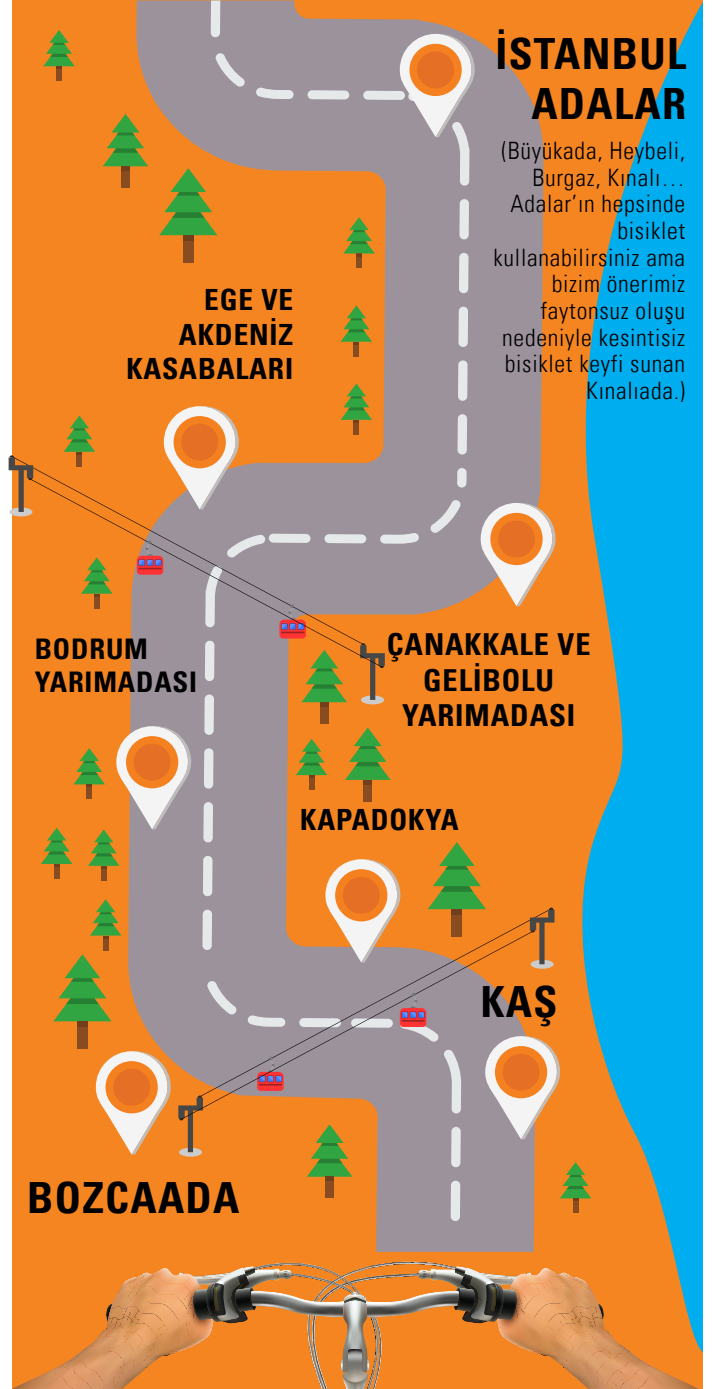 İSTANBUL
ADALAR
(Büyükada, Heybeli,
Burgaz, Kınalı…
Adalar’ın hepsinde
bisiklet
kullanabilirsiniz ama
bizim önerimiz
faytonsuz oluşu
nedeniyle kesintisiz
bisiklet keyfi sunan
Kınalıada.)
EGE VE
AKDENİZ
KASABALARI
ÇANAKKALE VE
GELİBOLU
YARIMADASI
BODRUM
YARIMADASI
KAPADOKYA
KAŞ
BOZCAADA